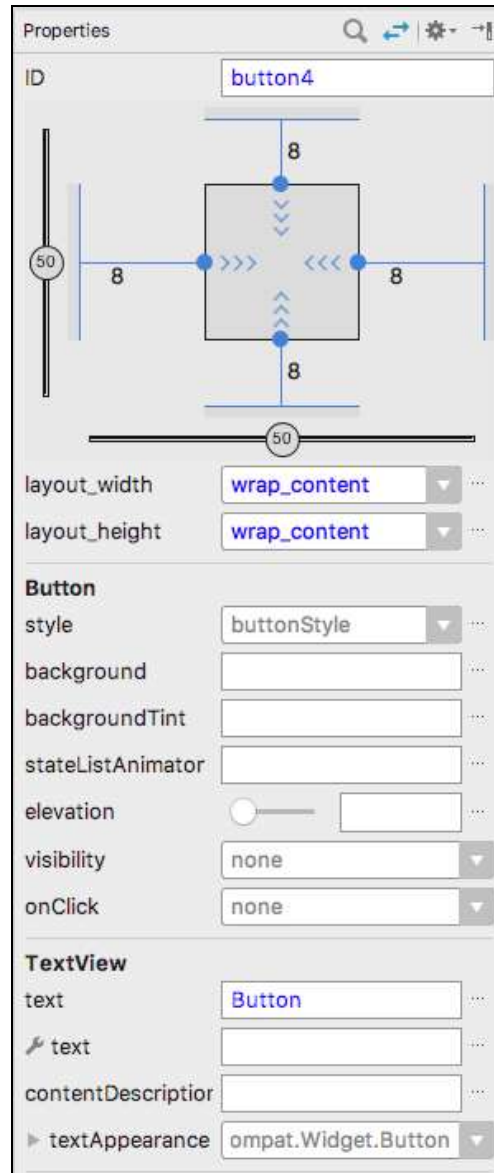 Properties
ID button4
8
50
8 8
8
50
layout_width wrap_content
layout_height wrap_content
Button
style buttonStyle
background
backgroundTint
stateListAnimator
elevation
visibility none
onClick none
TextView
text Button
text
contentDescription
textAppearance ompat.Widget.Button